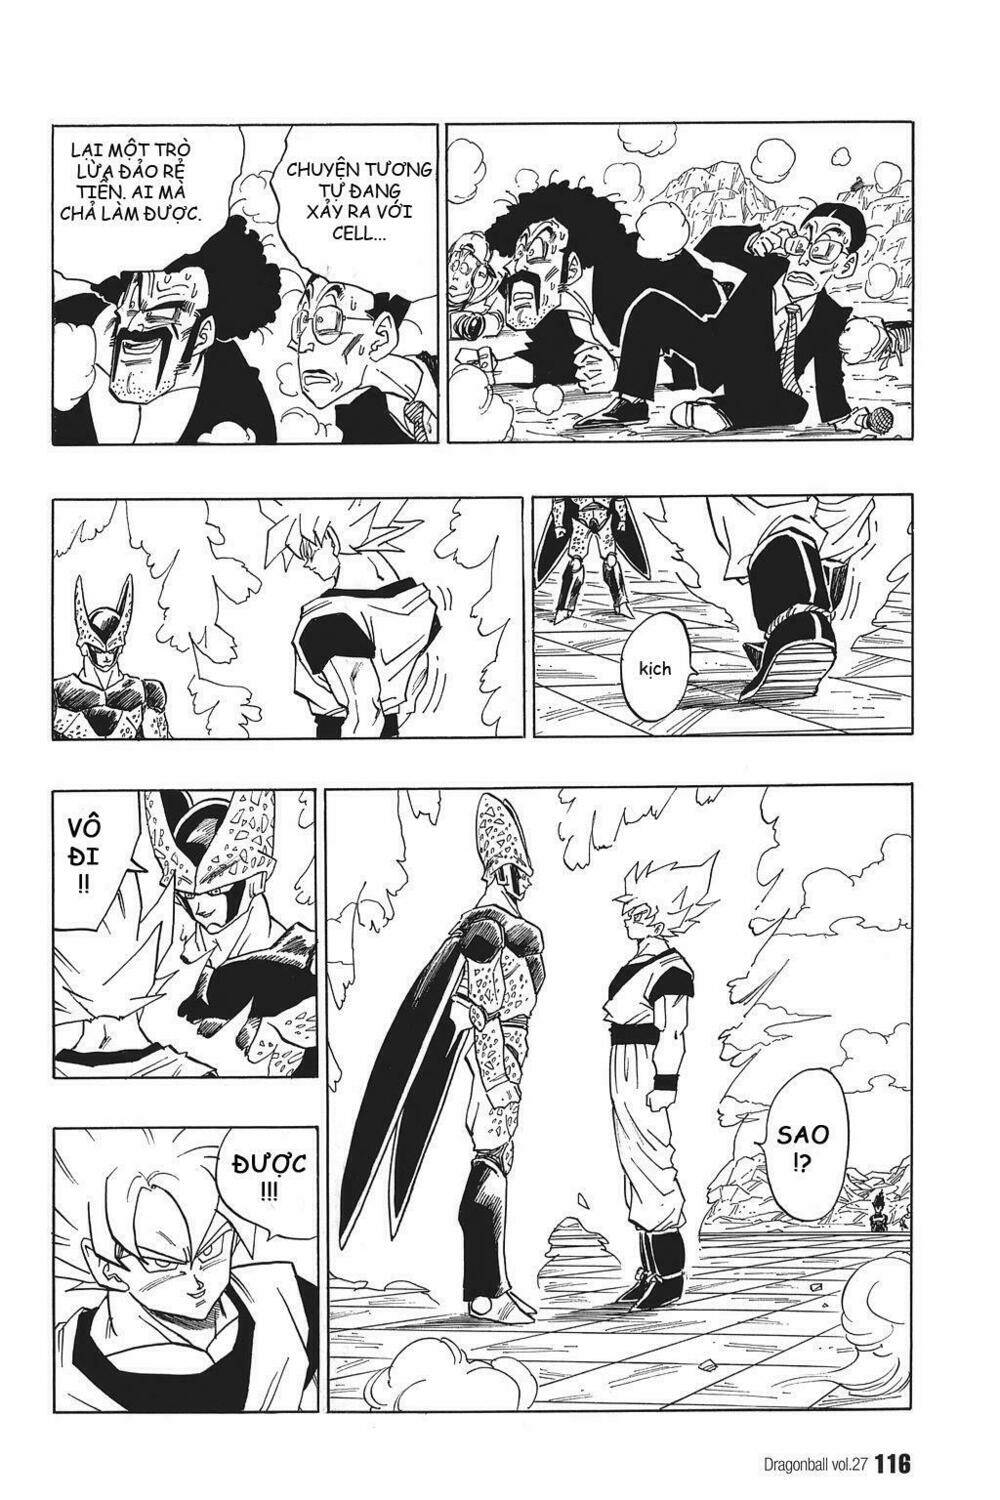 CHUYỆN TƯƠNG
TỰ ĐANG
XẢY RA VỚI
CELL...
LẠI MỘT TRÒ
LỪA ĐẢO RẺ
TIỀN. AI MÀ
CHẢ LÀM ĐƯỢC.
kịch
SAO
!?
VÔ
ĐI
!!
ĐƯỢC
!!!
Dragonball vol.27 116